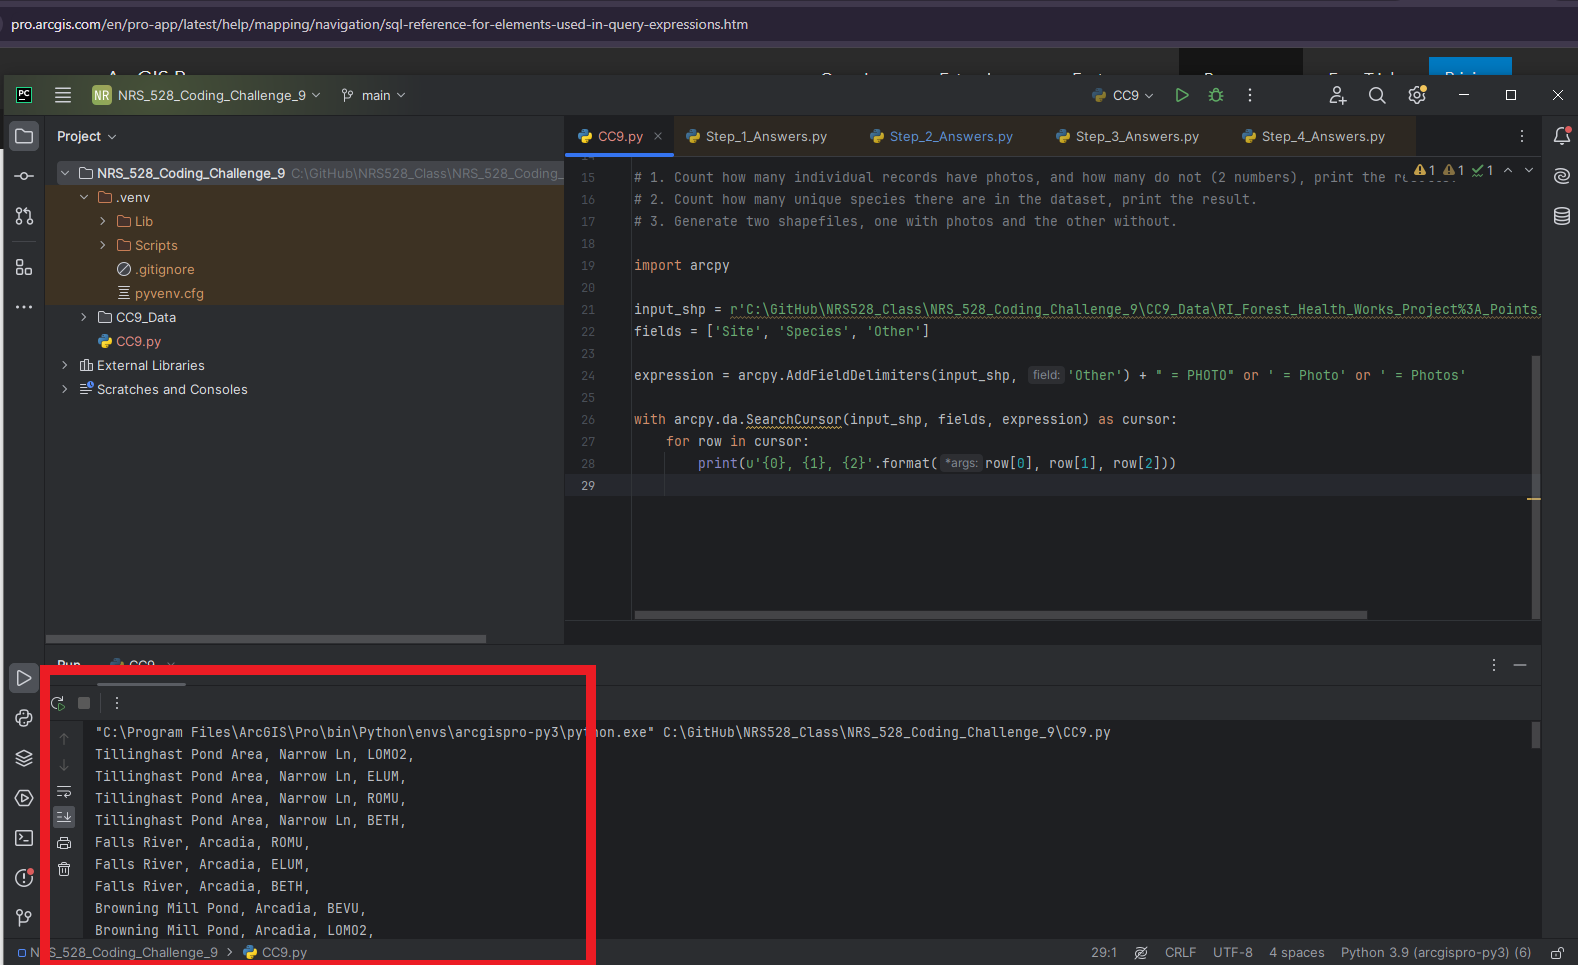 pro.arcgis.com/en/pro-app/latest/help/mapping/navigation/sql-reference-for-elements-used-in-query-expressions.htm
PC
NR NRS_528_Coding_Challenge_9
main
CC9
Project
CC9.py
Step_1_Answers.py
Step_2_Answers.py
Step_3_Answers.py
Step_4_Answers.py
NRS_528_Coding_Challenge_9 C:\GitHub\NRS528_Class\NRS_528_Coding_
.venv
Lib
Scripts
.gitignore
pyvenv.cfg
CC9_Data
CC9.py
External Libraries
Scratches and Consoles
1 1 1
15 # 1. Count how many individual records have photos, and how many do not (2 numbers), print the
16 # 2. Count how many unique species there are in the dataset, print the result.
17 # 3. Generate two shapefiles, one with photos and the other without.
18
19 import arcpy
20
21 input_shp = r'C:\GitHub\NRS528_Class\NRS_528_Coding_Challenge_9\CC9_Data\RI_Forest_Health_Works_Project%3A_Points_
22 fields = ['Site', 'Species', 'Other']
23
24 expression = arcpy.AddFieldDelimiters(input_shp, field: 'Other') + " = PHOTO" or ' = Photo' or ' = Photos'
25
26 with arcpy.da.SearchCursor(input_shp, fields, expression) as cursor:
27 for row in cursor:
28 print(u'{0}, {1}, {2}'.format( *args: row[0], row[1], row[2]))
29
Run
CC9
"C:\Program Files\ArcGIS\Pro\bin\Python\envs\arcgispro-py3\python.exe" C:\GitHub\NRS528_Class\NRS_528_Coding_Challenge_9\CC9.py
Tillinghast Pond Area, Narrow Ln, LOMO2,
Tillinghast Pond Area, Narrow Ln, ELUM,
Tillinghast Pond Area, Narrow Ln, ROMU,
Tillinghast Pond Area, Narrow Ln, BETH,
Falls River, Arcadia, ROMU,
Falls River, Arcadia, ELUM,
Falls River, Arcadia, BETH,
Browning Mill Pond, Arcadia, BEVU,
Browning Mill Pond, Arcadia, LOMO2,
NRS_528_Coding_Challenge_9 > CC9.py
29:1 CRLF UTF-8 4 spaces Python 3.9 (arcgispro-py3) (6)